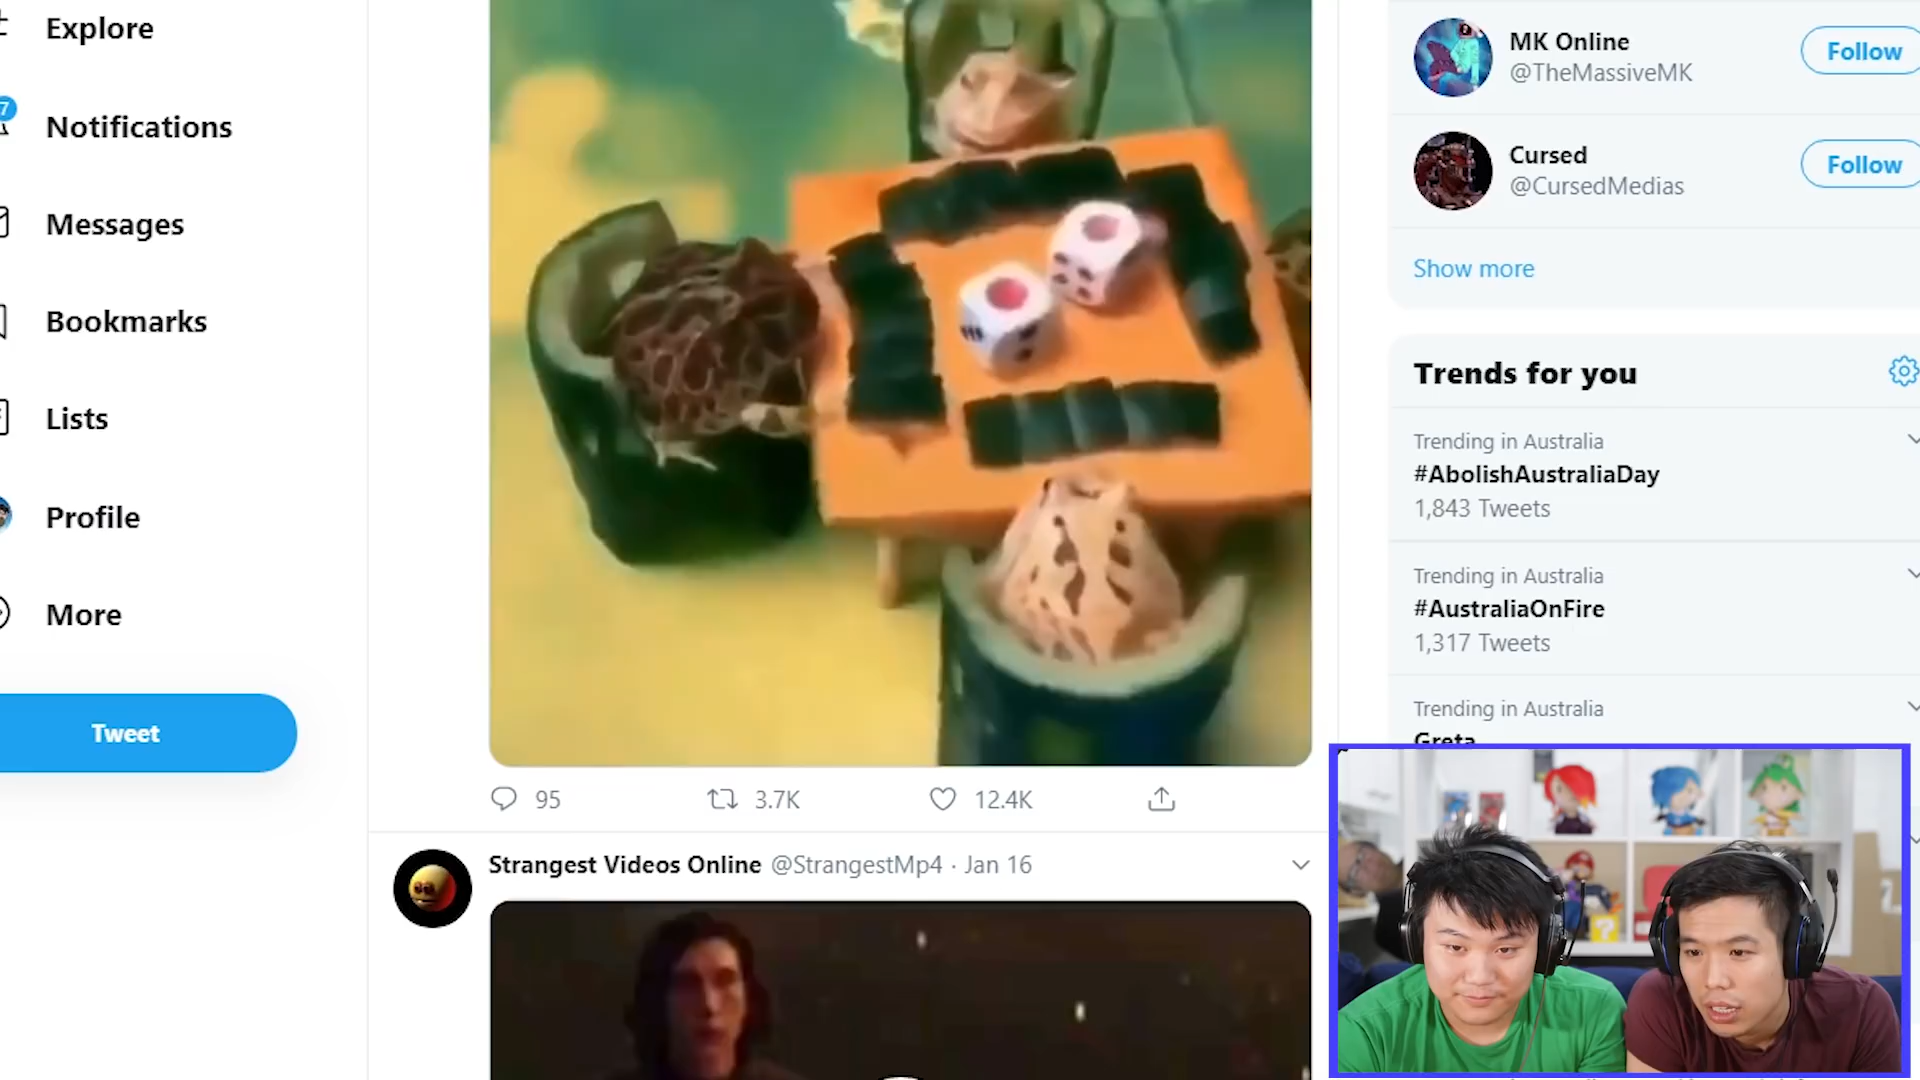 Explore
7
Notifications
Messages
Bookmarks
Lists
Profile
More
Tweet
95
3.7K
12.4K
Strangest Videos Online @StrangestMp4 · Jan 16
MK Online
@TheMassiveMK
Follow
Cursed
@CursedMedias
Follow
Show more
Trends for you
Trending in Australia
#AbolishAustraliaDay
1,843 Tweets
Trending in Australia
#AustraliaOnFire
1,317 Tweets
Trending in Australia
Greta